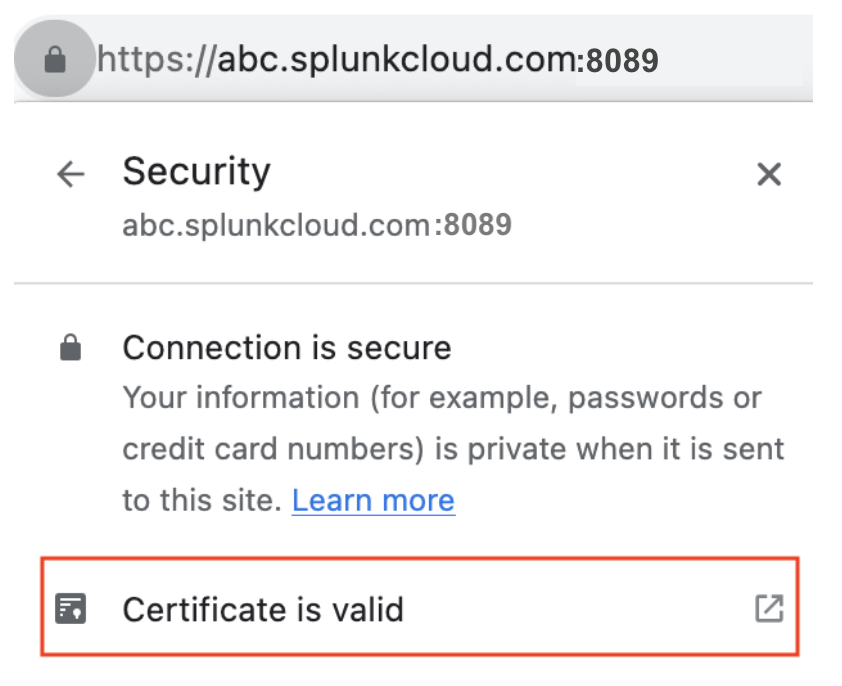 https://abc.splunkcloud.com:8089
Security
abc.splunkcloud.com:8089
Connection is secure
Your information (for example, passwords or
credit card numbers) is private when it is sent
to this site. Learn more
Certificate is valid